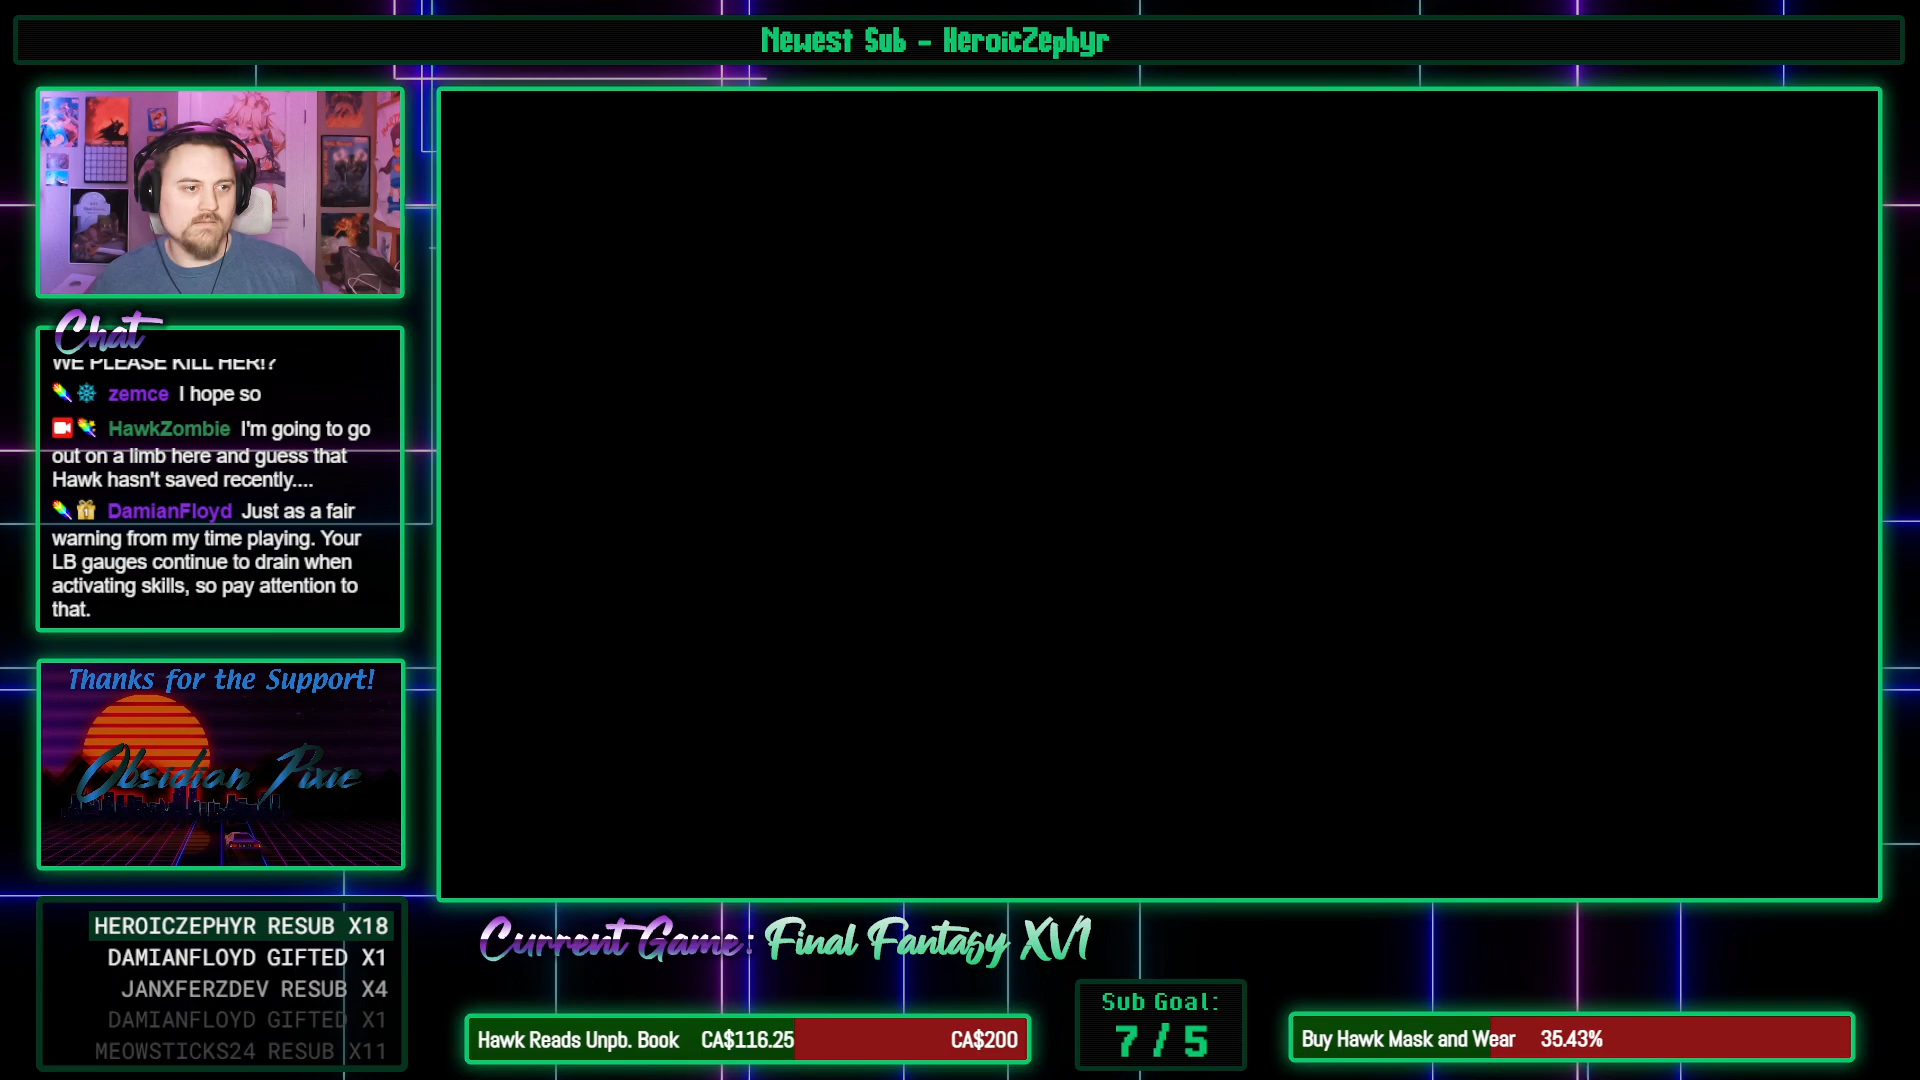 Newest Sub - HeroicZephyr
Chat
WE PLEASE KILL HER!?
zemce I hope so
HawkZombie I'm going to go
out on a limb here and guess that
Hawk hasn't saved recently....
DamianFloyd Just as a fair
warning from my time playing. Your
LB gauges continue to drain when
activating skills, so pay attention to
that.
Thanks for the Support!
Obsidian Pixie
HEROICZEPHYR RESUB X18
DAMIANFLOYD GIFTED X1
JANXFERZDEV RESUB X4
DAMIANFLOYD GIFTED X1
MEOWSTICKS24 RESUB X11
Current Game: Final Fantasy XVI
Hawk Reads Unpb. Book CA$116.25 CA$200
Sub Goal:
7 / 5
Buy Hawk Mask and Wear 35.43%